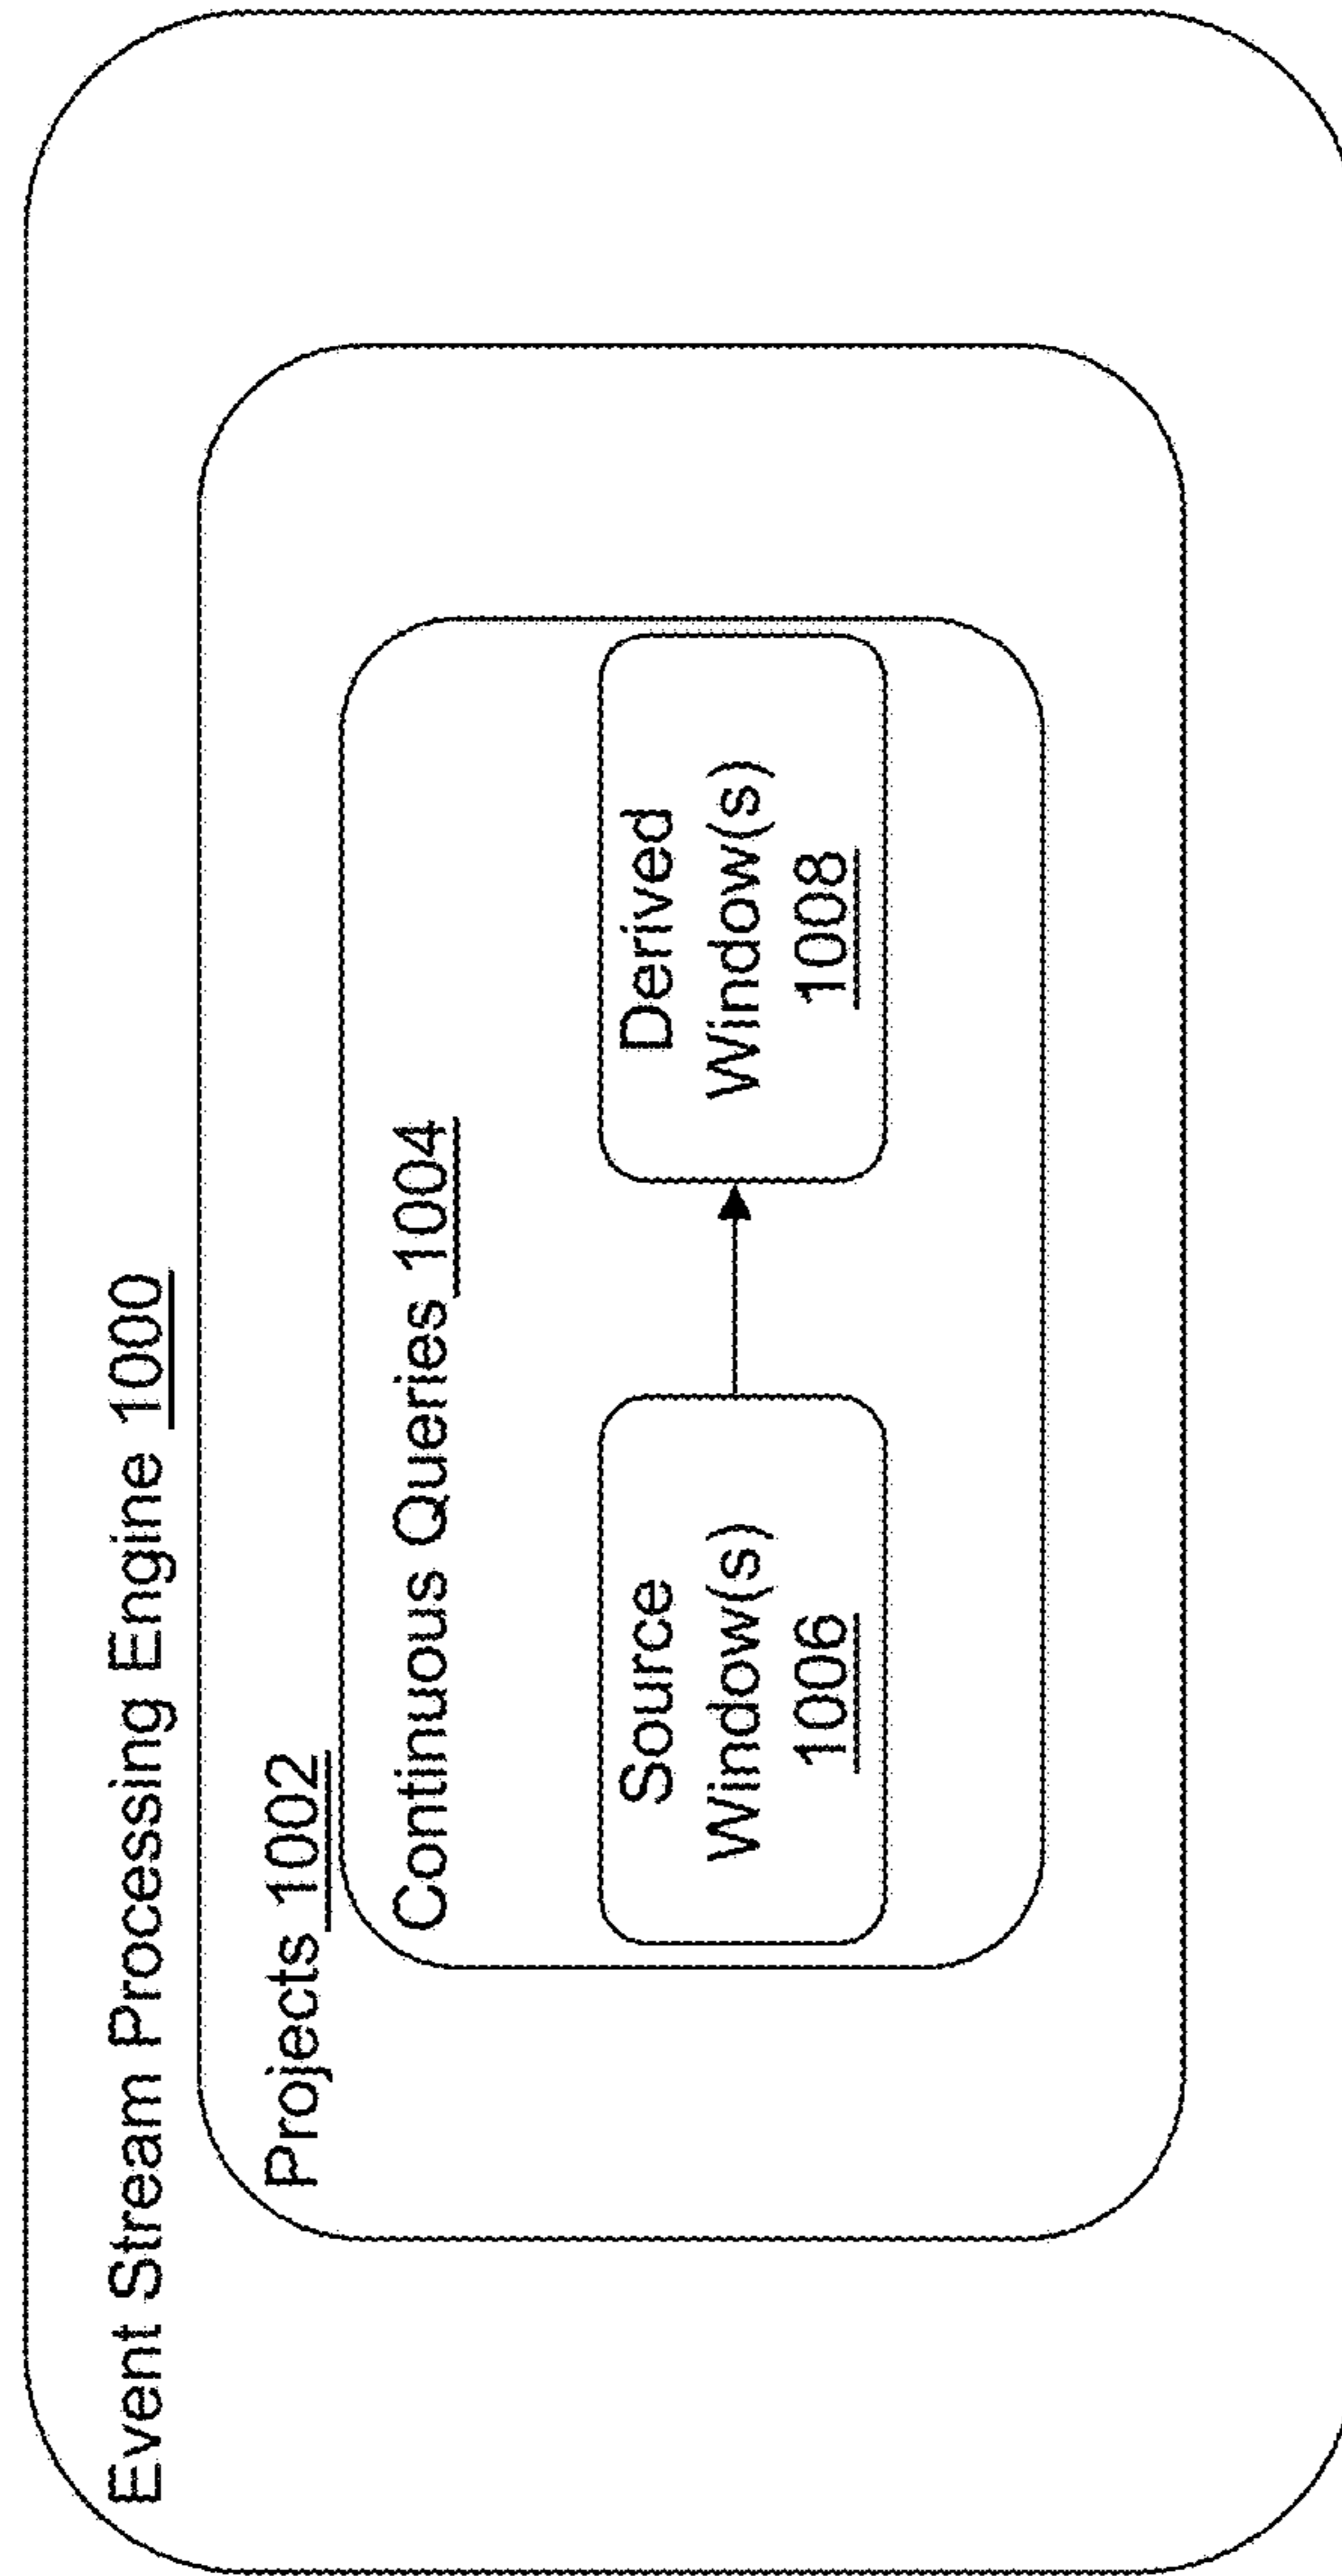 Event Stream Processing Engine 1000
Projects 1002
Continuous Queries 1004
Source
Window(s)
1006
Derived
Window(s)
1008